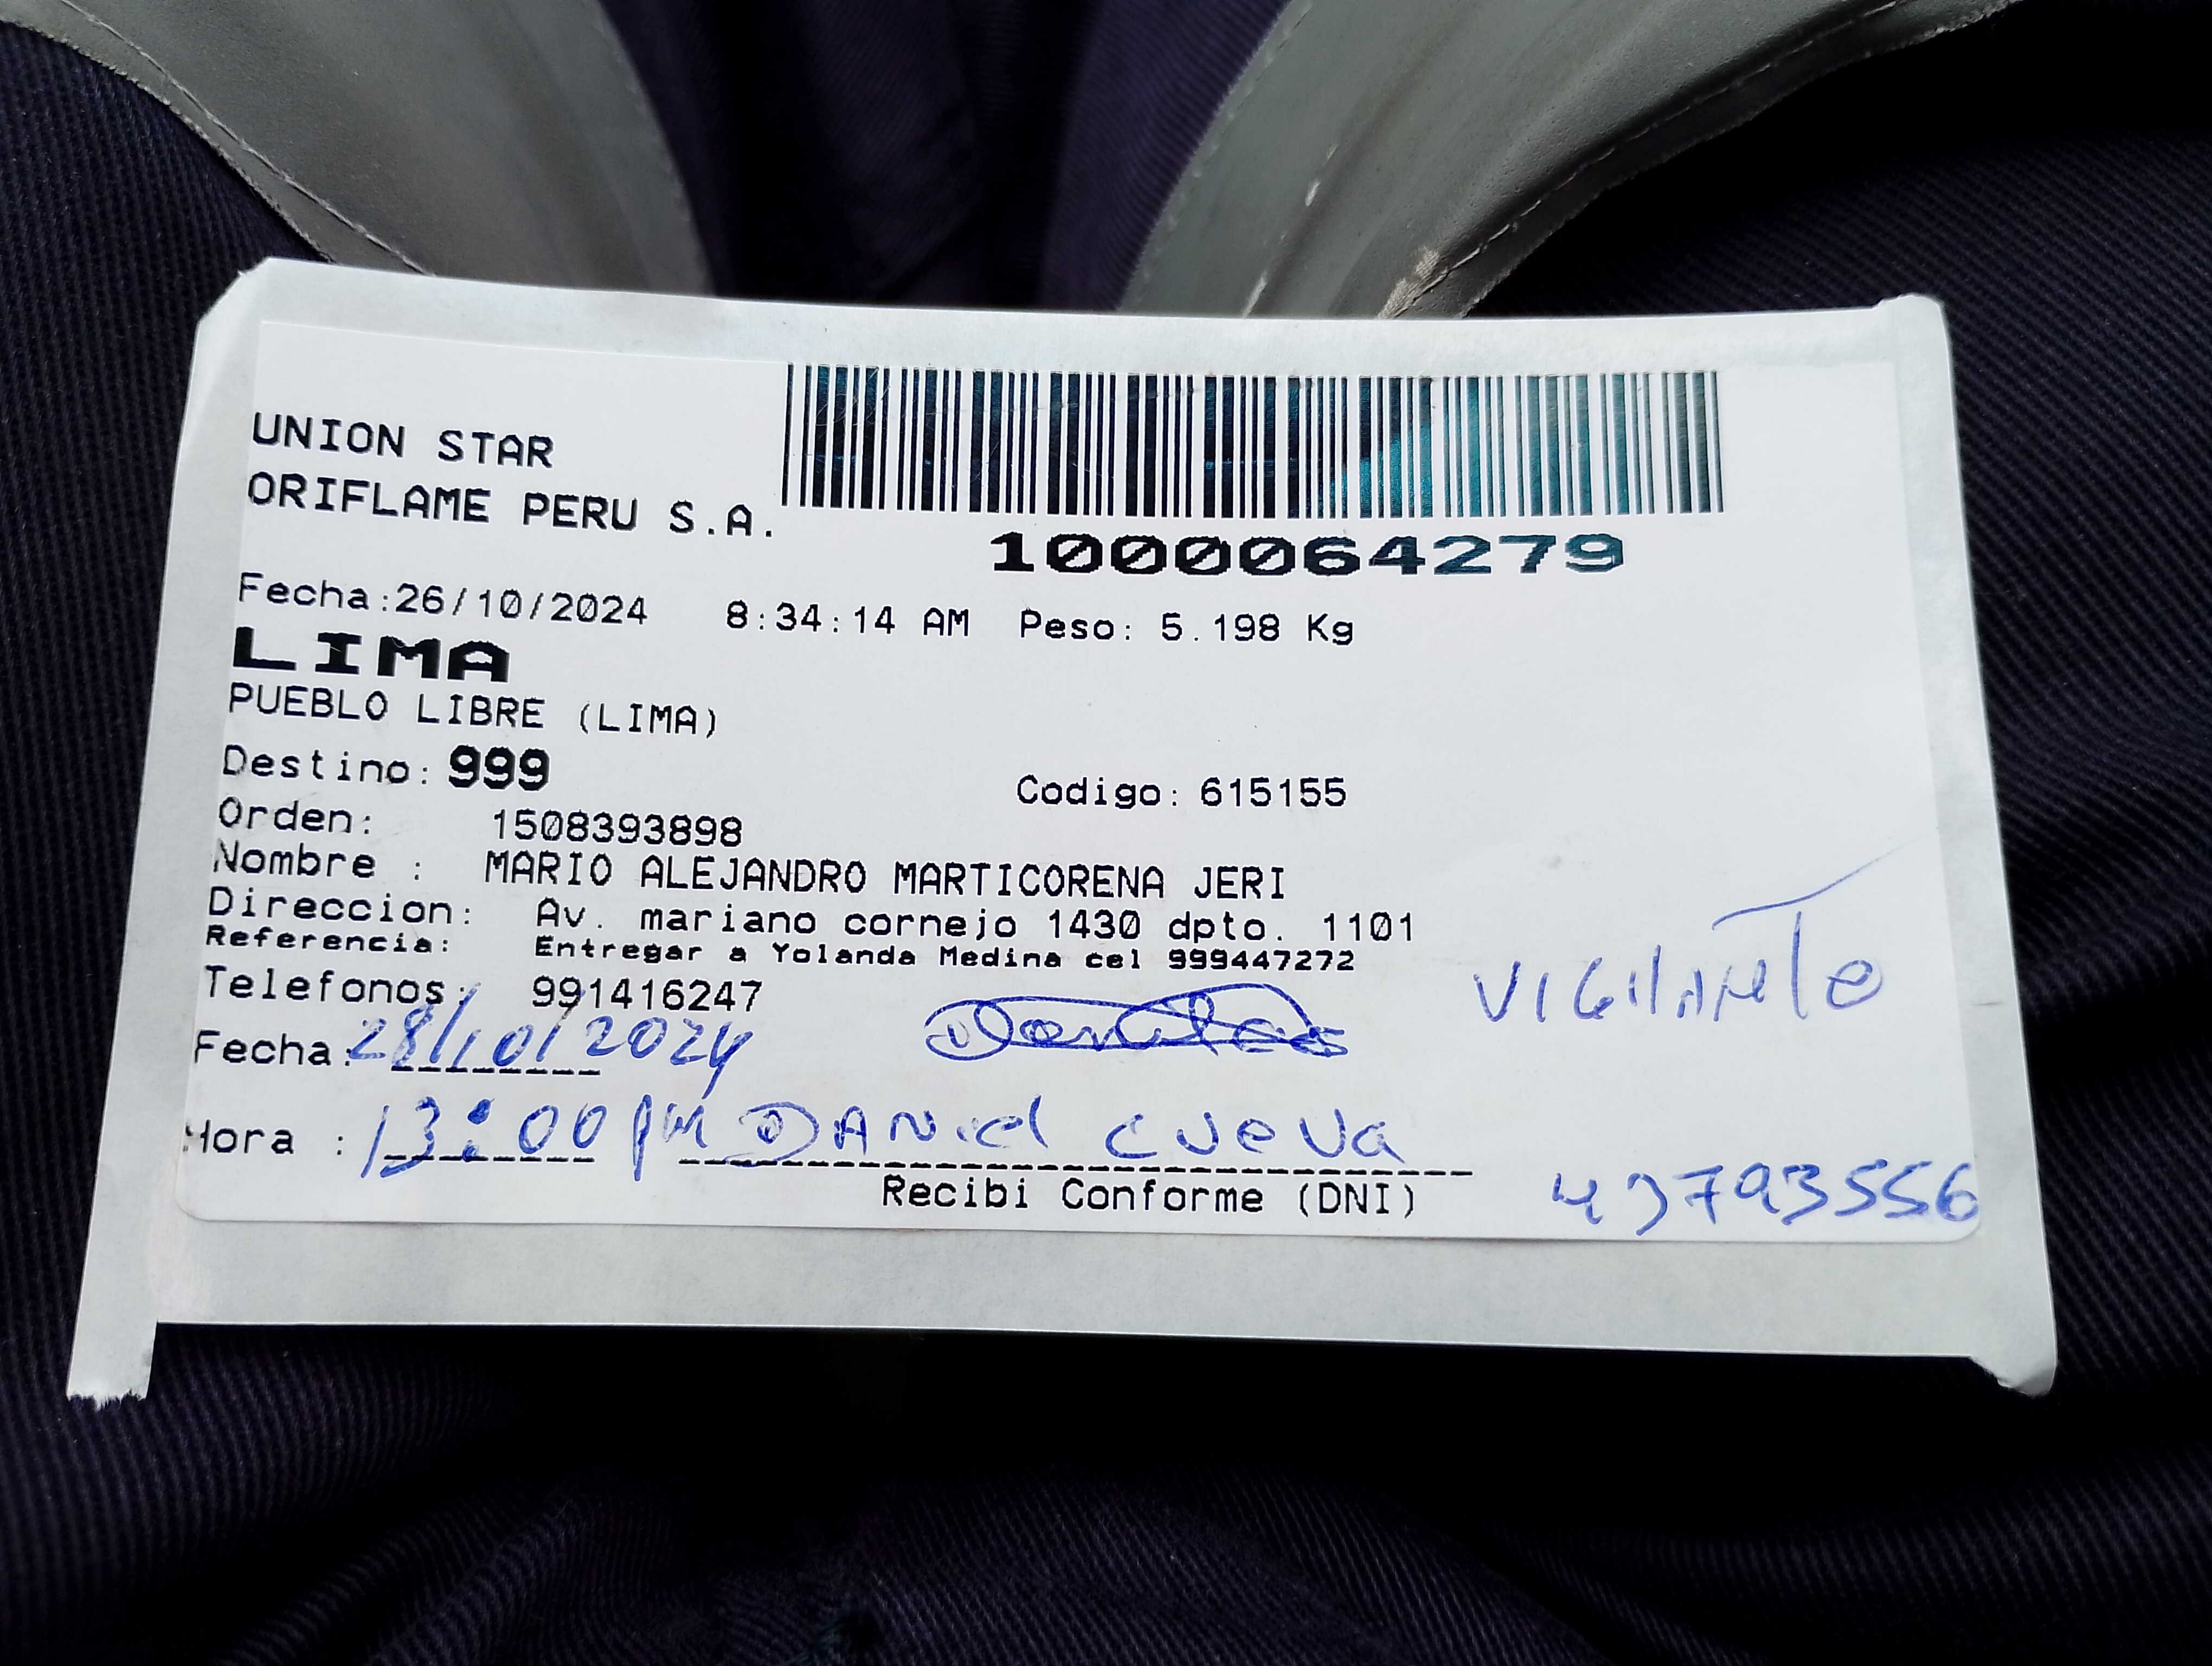 UNION STAR
ORIFLAME PERU S.A.
1000064279
Fecha:26/10/2024 8:34:14 AM Peso: 5.198 Kg
LIMA
PUEBLO LIBRE (LIMA)
Destino: 999 Codigo: 615155
Orden: 1508393898
Nombre : MARIO ALEJANDRO MARTICORENA JERI
Direccion: Av. mariano cornejo 1430 dpto. 1101
Referencia: Entregar a Yolanda Medina cel 999447272
Telefonos: 991416247
VIGILANTE
Fecha: 28/10/2024
Hora : 13:00 pm DANiel CUeVa
Recibi Conforme (DNI) 43793556